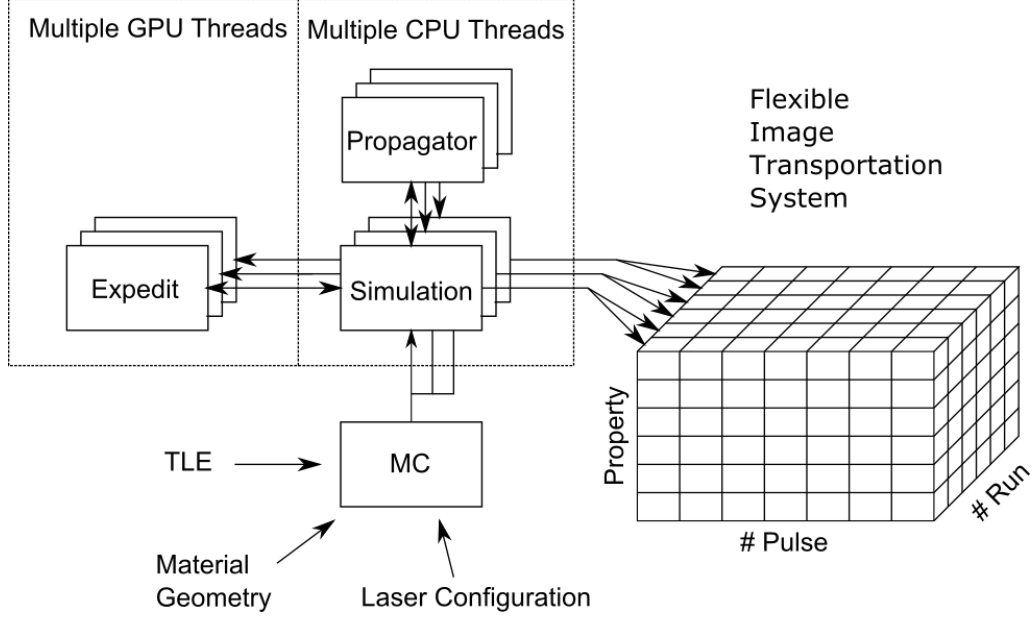 Multiple GPU Threads
Multiple CPU Threads
Propagator
Flexible
Image
Transportation
System
Expedit
Simulation
Property
# Run
TLE
MC
# Pulse
Material
Geometry
Laser Configuration